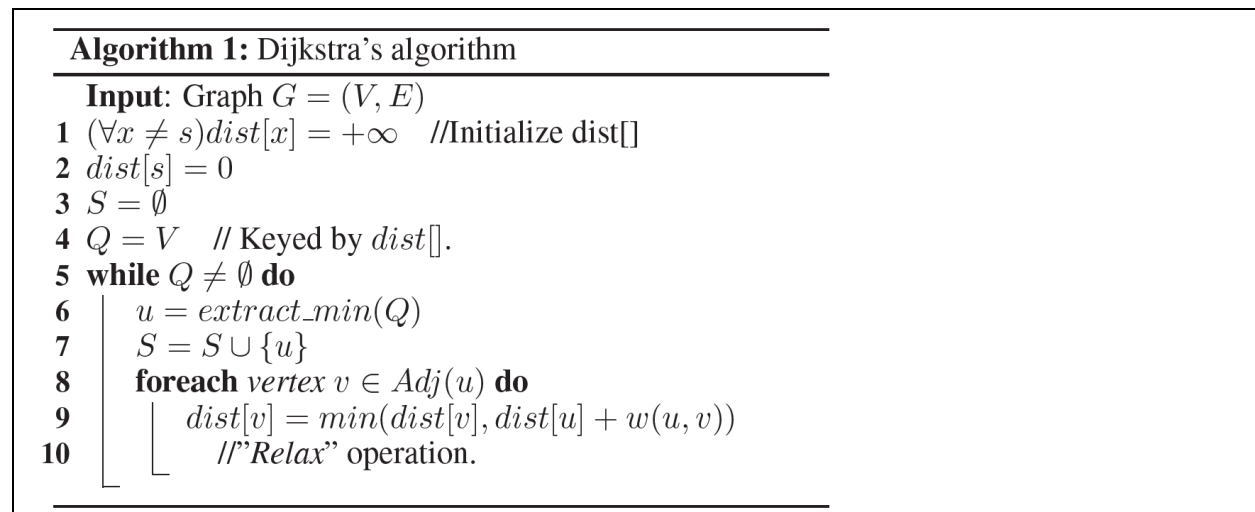 Algorithm 1: Dijkstra's algorithm
Input: Graph G = (V, E)
1 (∀x ≠ s)dist[x] = +∞ //Initialize dist[]
2 dist[s] = 0
3 S = ∅
4 Q = V // Keyed by dist[].
5 while Q ≠ ∅ do
6 u = extract_min(Q)
7 S = S ∪ {u}
8 foreach vertex v ∈ Adj(u) do
9 dist[v] = min(dist[v], dist[u] + w(u, v))
10 //”Relax” operation.